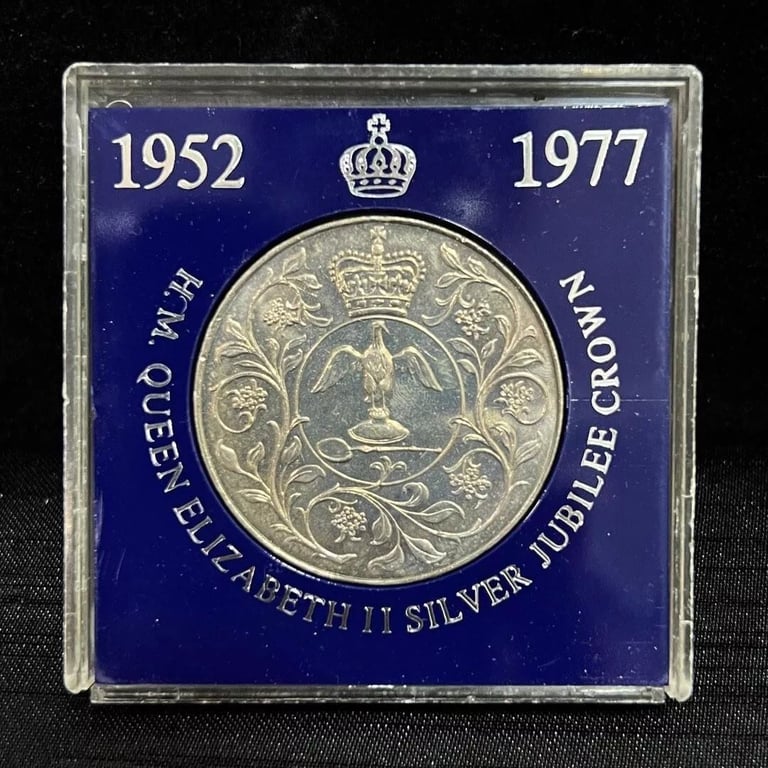 1952
1977
H.M. QUEEN ELIZABETH II SILVER JUBILEE CROWN